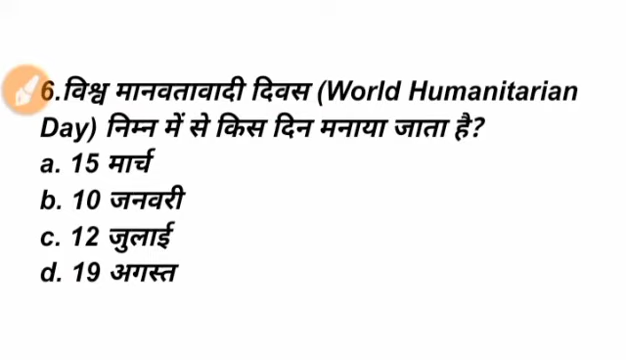 6.विश्व मानवतावादी दिवस (World Humanitarian
Day) निम्न में से किस दिन मनाया जाता है?
a. 15 मार्च
b. 10 जनवरी
c. 12 जुलाई
d. 19 अगस्त